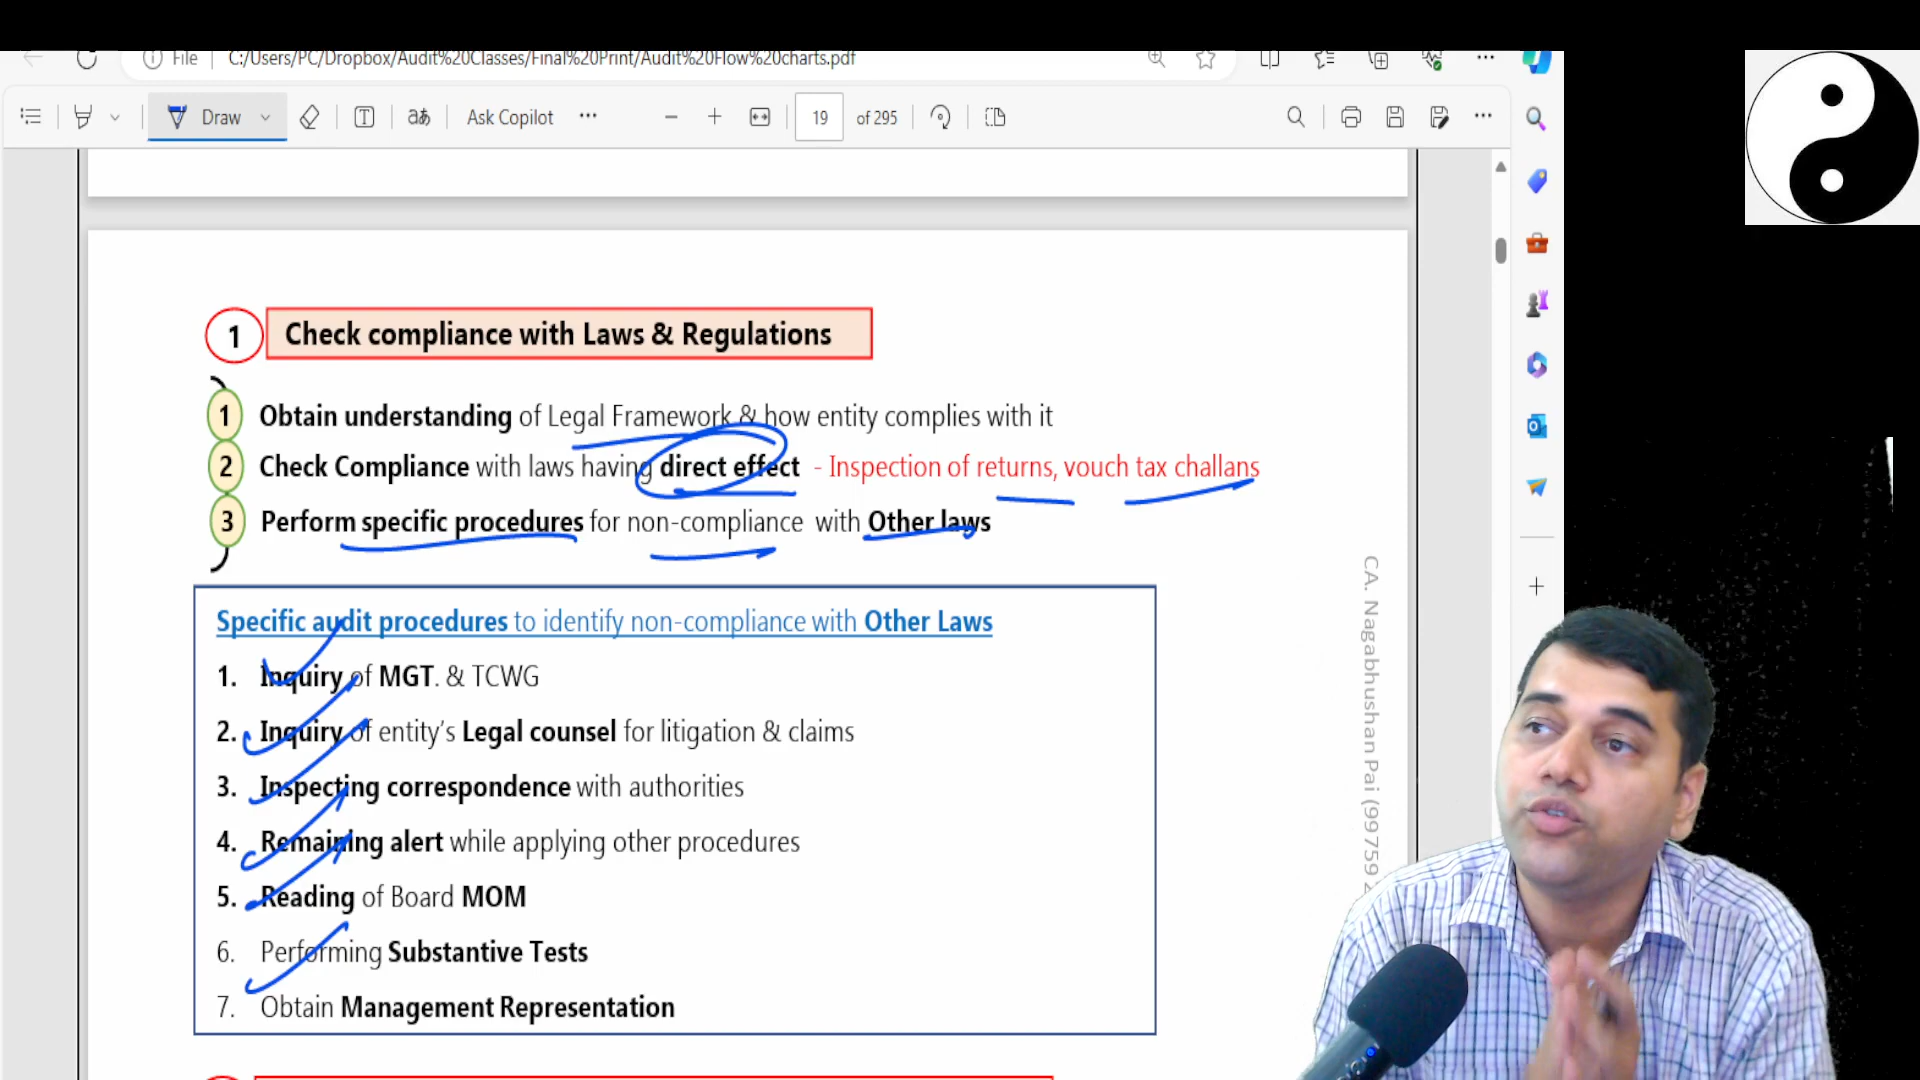 File C:/Users/PC/Dropbox/Audit%20Classes/Final%20Print/Audit%20Flow%20charts.pdf
Draw T aあ Ask Copilot 19 of 295
1 Check compliance with Laws & Regulations
1 Obtain understanding of Legal Framework & how entity complies with it
2 Check Compliance with laws having direct effect - Inspection of returns, vouch tax challans
3 Perform specific procedures for non-compliance with Other laws
Specific audit procedures to identify non-compliance with Other Laws
1. Inquiry of MGT. & TCWG
2. Inquiry of entity's Legal counsel for litigation & claims
3. Inspecting correspondence with authorities
4. Remaining alert while applying other procedures
5. Reading of Board MOM
6. Performing Substantive Tests
7. Obtain Management Representation
CA. Nagabhushan Pai (99759